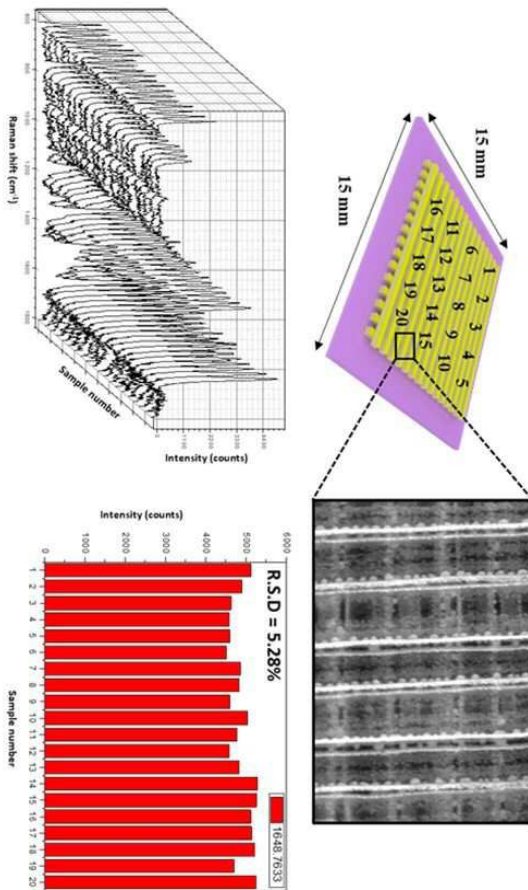 15 mm
15 mm
1 2 3 4 5
6 7 8 9 10
11 12 13 14 15
16 17 18 19 20
Raman shift (cm⁻¹)
Sample number
Intensity (counts)
Intensity (counts)
0
1000
2000
3000
4000
5000
6000
R.S.D = 5.28%
1648.7633
1
2
3
4
5
6
7
8
9
10
11
12
13
14
15
16
17
18
19
20
Sample number